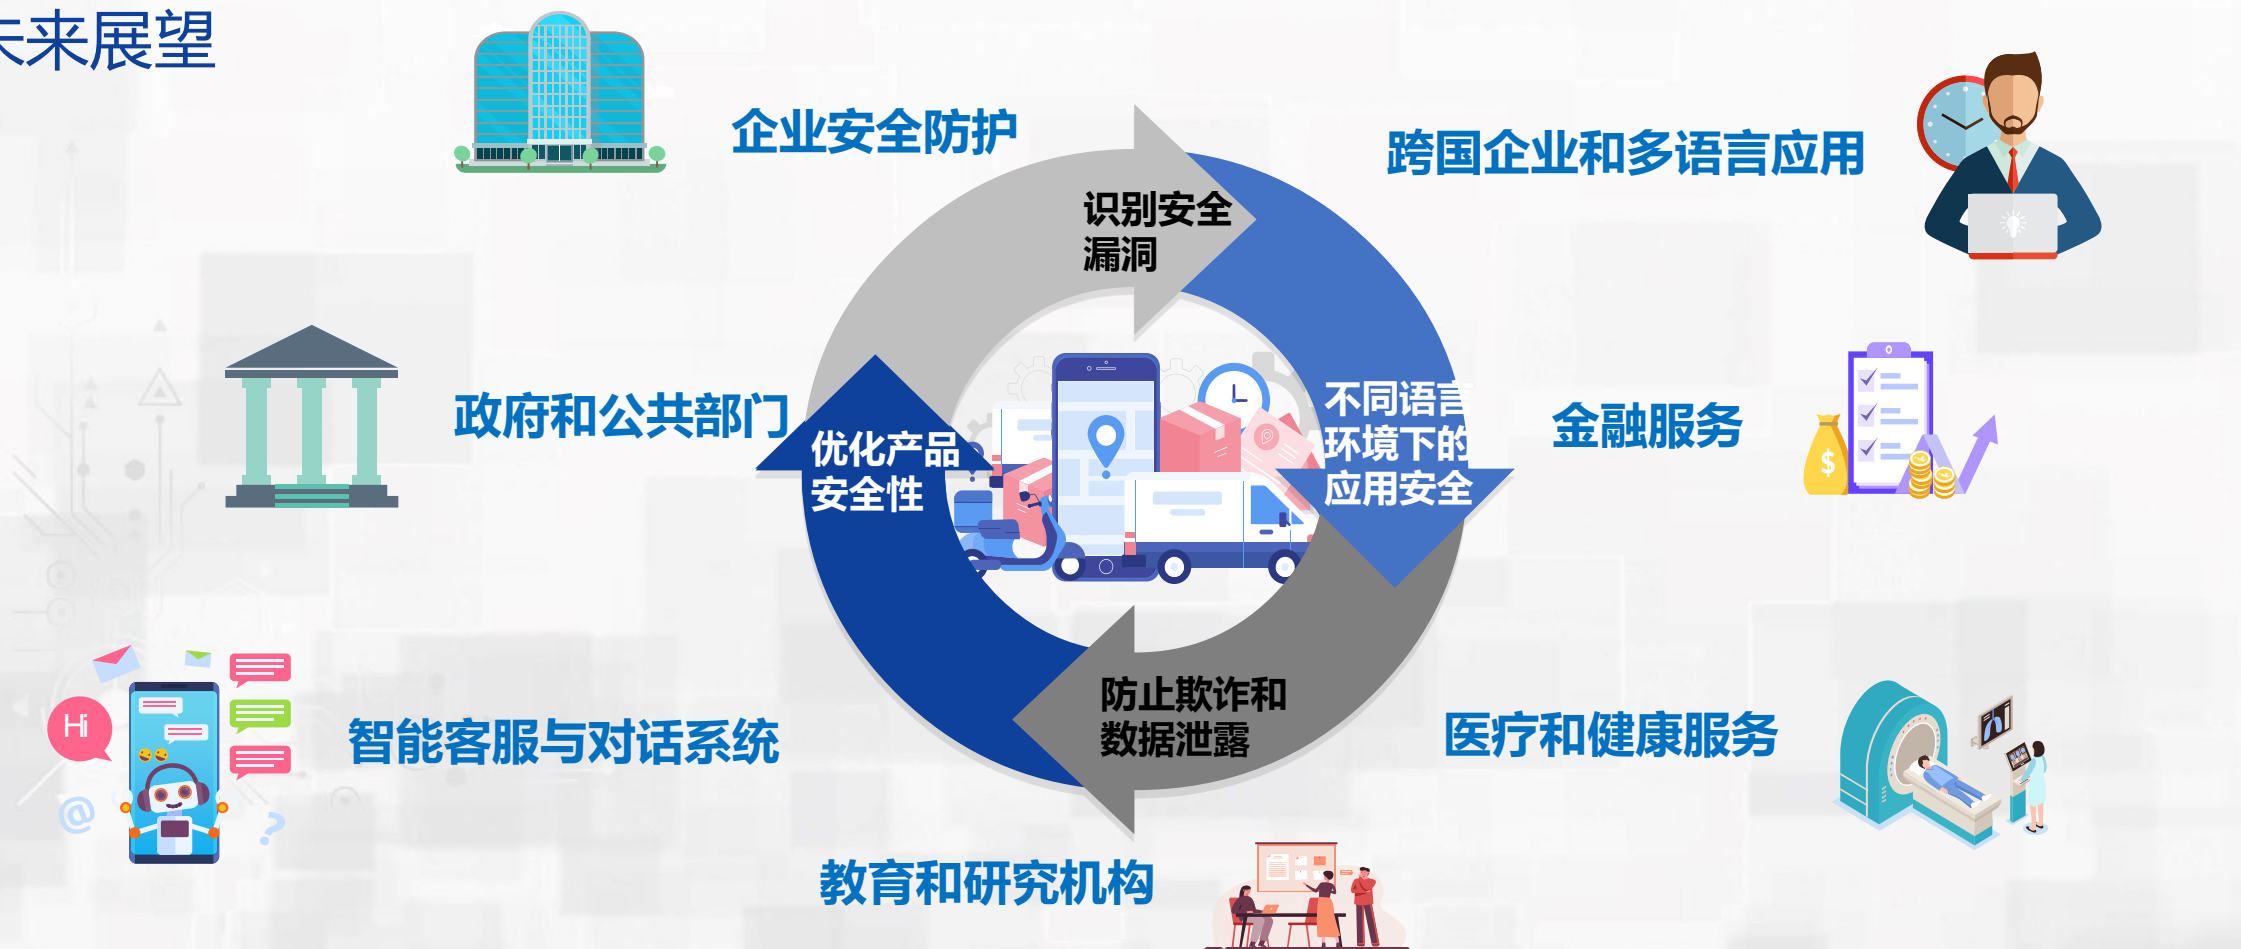 未来展望
企业安全防护
跨国企业和多语言应用
识别安全
漏洞
政府和公共部门
优化产品
安全性
不同语言
环境下的
应用安全
金融服务
$
Hi
智能客服与对话系统
@
?
防止欺诈和
数据泄露
医疗和健康服务
教育和研究机构